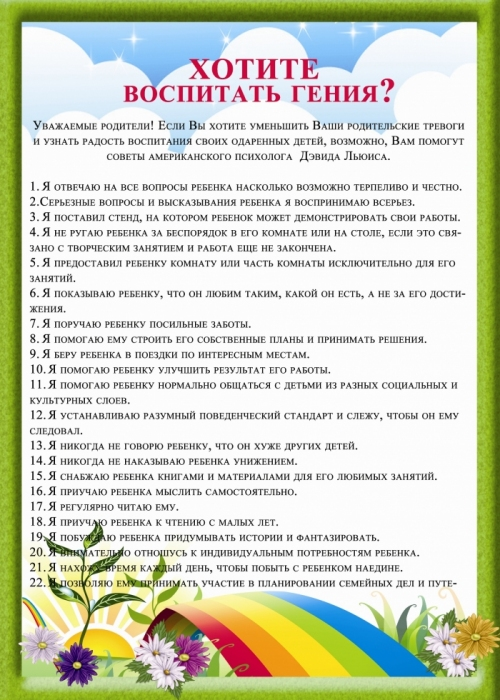 ХОТИТЕ
ВОСПИТАТЬ ГЕНИЯ?
Уважаемые родители! Если Вы хотите уменьшить Ваши родительские тревоги
и узнать радость воспитания своих одаренных детей, возможно, Вам помогут
советы американского психолога Дэвида Льюиса.
1. Я отвечаю на все вопросы ребенка насколько возможно терпеливо и честно.
2.Серьезные вопросы и высказывания ребенка я воспринимаю всерьез.
3. Я поставил стенд, на котором ребенок может демонстрировать свои работы.
4. Я не ругаю ребенка за беспорядок в его комнате или на столе, если это свя-
зано с творческим занятием и работа еще не закончена.
5. Я предоставил ребенку комнату или часть комнаты исключительно для его
занятий.
6. Я показываю ребенку, что он любим таким, какой он есть, а не за его дости-
жения.
7. Я поручаю ребенку посильные заботы.
8. Я помогаю ему строить его собственные планы и принимать решения.
9. Я беру ребенка в поездки по интересным местам.
10. Я помогаю ребенку улучшить результат его работы.
11. Я помогаю ребенку нормально общаться с детьми из разных социальных и
культурных слоев.
12. Я устанавливаю разумный поведенческий стандарт и слежу, чтобы он ему
следовал.
13. Я никогда не говорю ребенку, что он хуже других детей.
14. Я никогда не наказываю ребенка унижением.
15. Я снабжаю ребенка книгами и материалами для его любимых занятий.
16. Я приучаю ребенка мыслить самостоятельно.
17. Я регулярно читаю ему.
18. Я приучаю ребенка к чтению с малых лет.
19. Я побуждаю ребенка придумывать истории и фантазировать.
20. Я внимательно отношусь к индивидуальным потребностям ребенка.
21. Я нахожу время каждый день, чтобы побыть с ребенком наедине.
22. Я позволяю ему принимать участие в планировании семейных дел и путе-